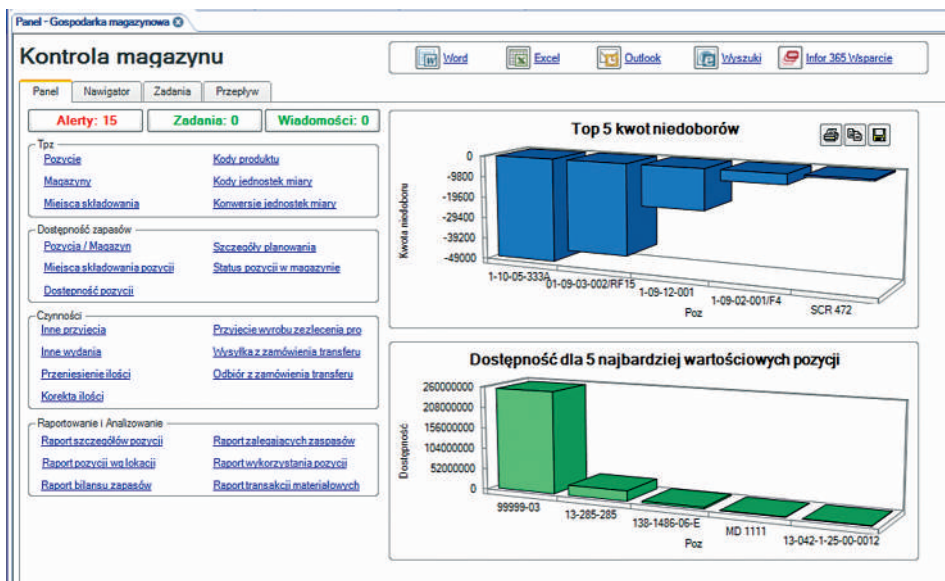 Panel - Gospodarka magazynowa
Kontrola magazynu
Word Excel Outlook Wyszuki Infor 365 Wsparcie
Panel Nawigator Zadania Przepływ
Alerty: 15 Zadania: 0 Wiadomości: 0
Tpz
Pozycje Kody produktu
Magazyny Kody jednostek miary
Miejsca składowania Konwersje jednostek miary
Dostępność zapasów
Pozycja / Magazyn Szczegóły planowania
Miejsca składowania pozycji Status pozycji w magazynie
Dostępność pozycji
Czynności
Inne przyjęcia Przyjęcie wyrobu ze zlecenia pro
Inne wydania Wysyłka z zamówienia transferu
Przeniesienie ilości Odbiór z zamówienia transferu
Korekta ilości
Raportowanie i Analizowanie
Raport szczegółów pozycji Raport zalegających zaspasów
Raport pozycji wg lokacji Raport wykorzystania pozycji
Raport bilansu zapasów Raport transakcji materiałowych
Top 5 kwot niedoborów
Kwota niedoboru
0
-9800
-19600
-29400
-39200
-49000
1-10-05-333A 01-09-03-002/RF15 1-09-12-001 1-09-02-001/F4 SCR 472
Poz
Dostępność dla 5 najbardziej wartościowych pozycji
Dostępność
260000000
208000000
156000000
104000000
52000000
0
99999-03 13-285-285 138-1486-06-E MD 1111 13-042-1-25-00-0012
Poz